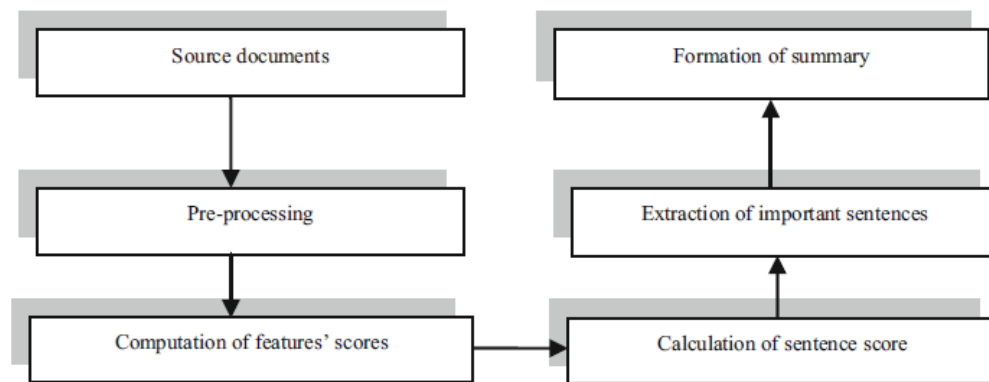 Source documents
Pre-processing
Computation of features’ scores
Calculation of sentence score
Extraction of important sentences
Formation of summary